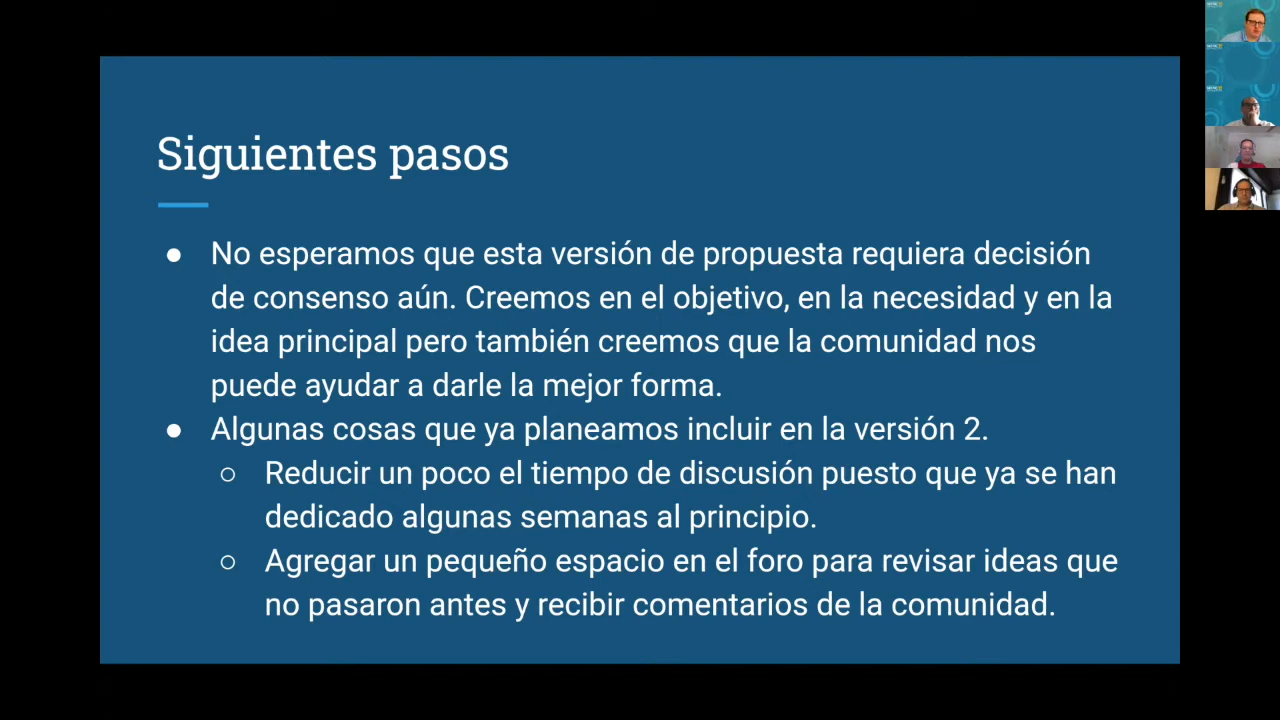 Siguientes pasos
● No esperamos que esta versión de propuesta requiera decisión
de consenso aún. Creemos en el objetivo, en la necesidad y en la
idea principal pero también creemos que la comunidad nos
puede ayudar a darle la mejor forma.
● Algunas cosas que ya planeamos incluir en la versión 2.
○ Reducir un poco el tiempo de discusión puesto que ya se han
dedicado algunas semanas al principio.
○ Agregar un pequeño espacio en el foro para revisar ideas que
no pasaron antes y recibir comentarios de la comunidad.